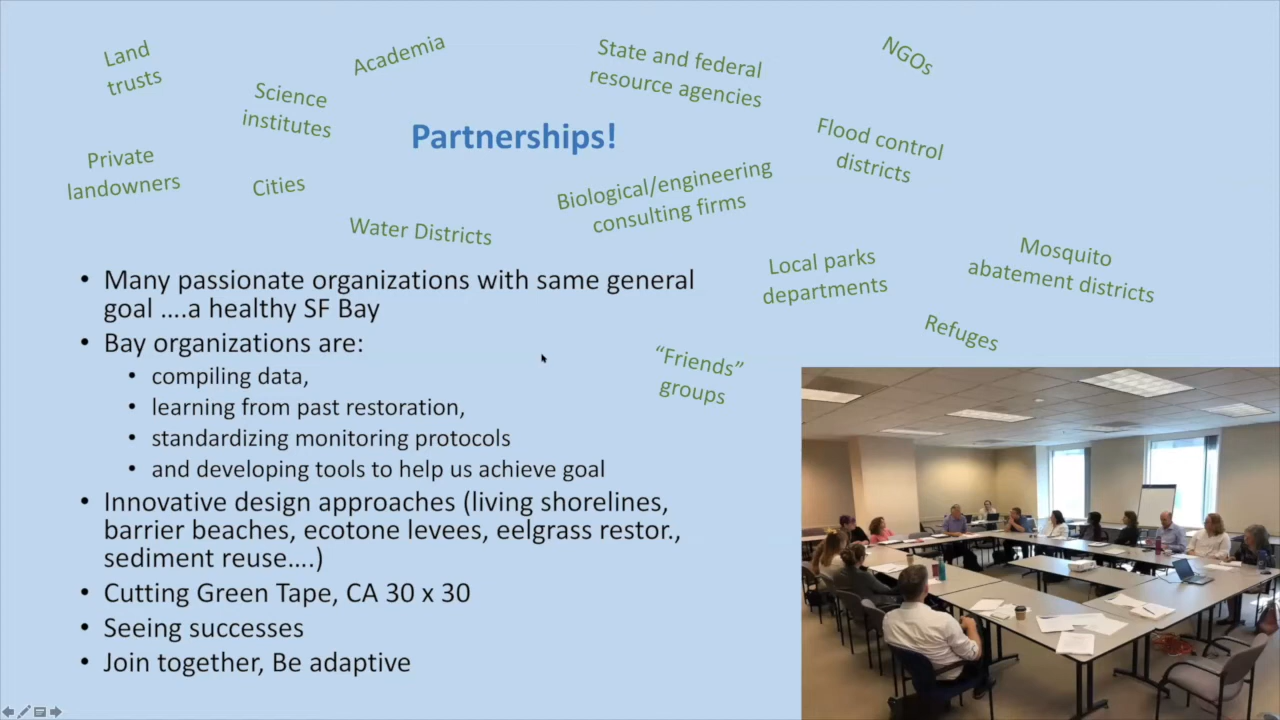 Land
trusts
Academia
State and federal
resource agencies
NGOs
Science
institutes
Partnerships!
Flood control
districts
Private
landowners
Cities
Biological/engineering
consulting firms
Water Districts
Local parks
departments
Mosquito
abatement districts
Refuges
“Friends”
groups
• Many passionate organizations with same general
goal ….a healthy SF Bay
• Bay organizations are:
• compiling data,
• learning from past restoration,
• standardizing monitoring protocols
• and developing tools to help us achieve goal
• Innovative design approaches (living shorelines,
barrier beaches, ecotone levees, eelgrass restor.,
sediment reuse….)
• Cutting Green Tape, CA 30 x 30
• Seeing successes
• Join together, Be adaptive